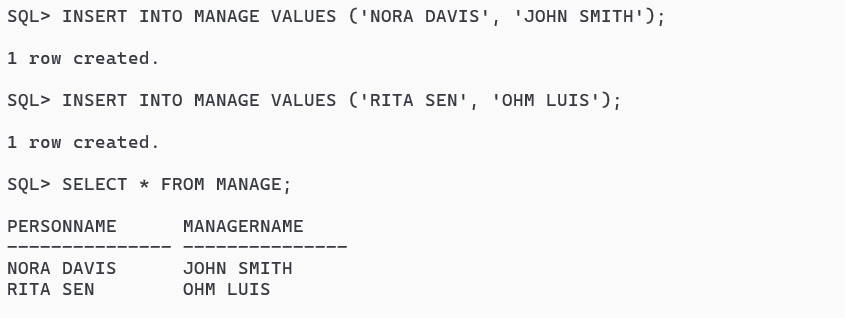 SQL> INSERT INTO MANAGE VALUES ('NORA DAVIS', 'JOHN SMITH');
1 row created.
SQL> INSERT INTO MANAGE VALUES ('RITA SEN', 'OHM LUIS');
1 row created.
SQL> SELECT * FROM MANAGE;
PERSONNAME      MANAGERNAME
--------------- ---------------
NORA DAVIS      JOHN SMITH
RITA SEN        OHM LUIS